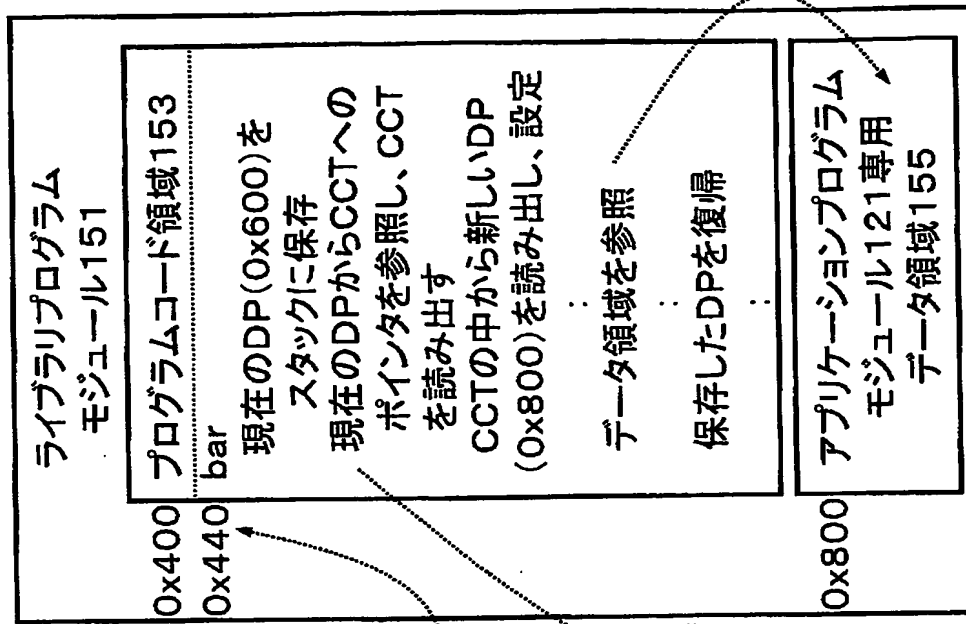 ライブラリプログラム
モジュール151
0x400 プログラムコード領域153
0x440 bar
現在のDP(0x600)を
スタックに保存
現在のDPからCCTへの
ポインタを参照し、CCT
を読み出す
CCTの中から新しいDP
(0x800)を読み出し、設定
:
データ領域を参照
:
保存したDPを復帰
:
0x800 アプリケーションプログラム
モジュール121専用
データ領域155